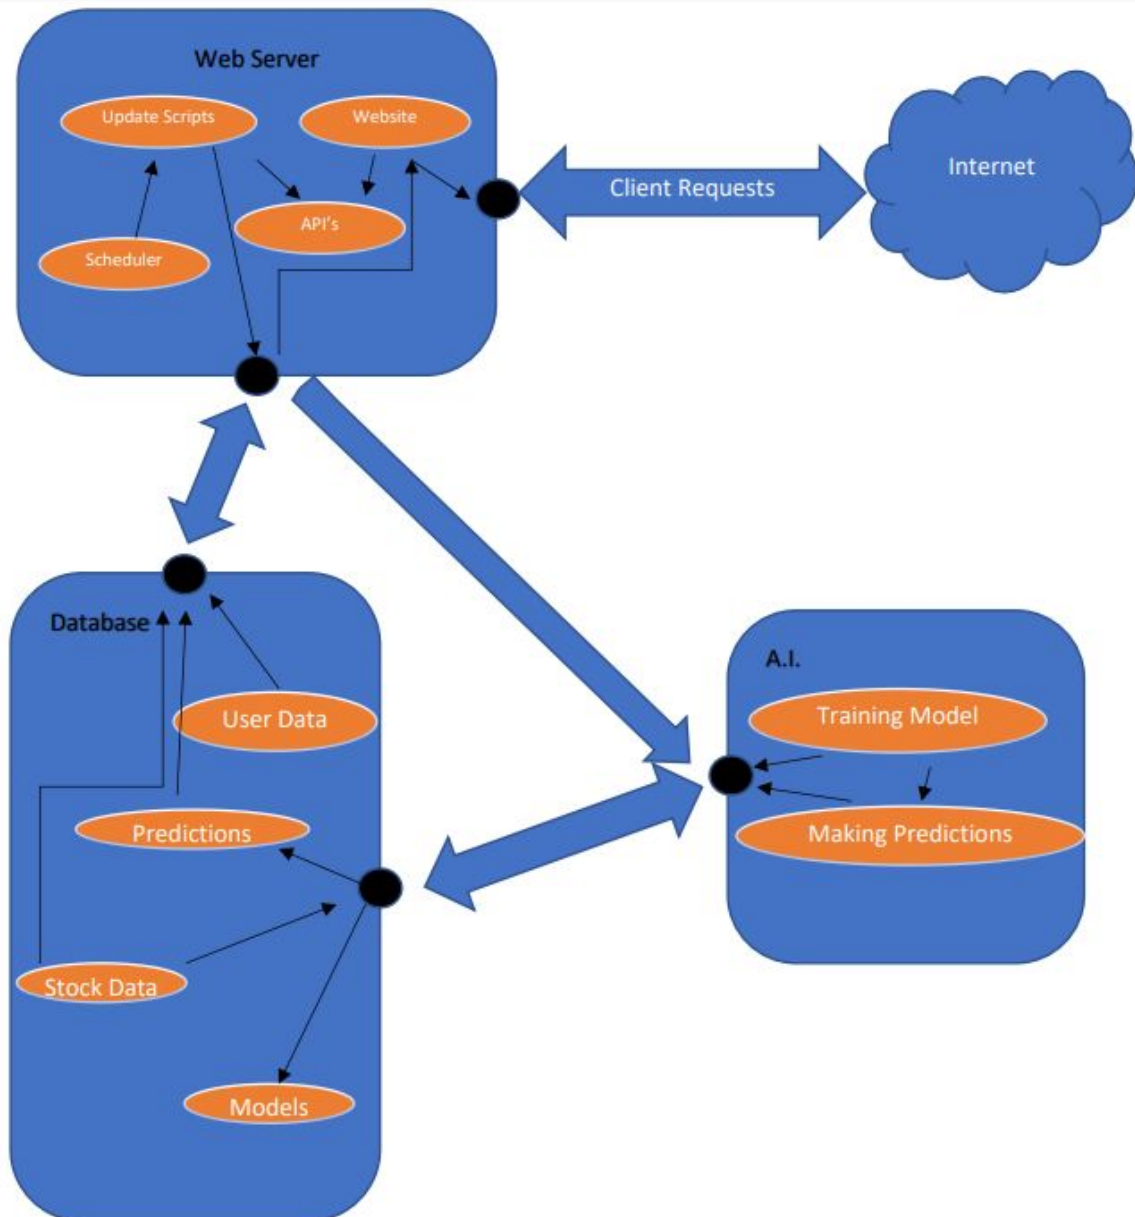 Web Server
Update Scripts
Website
API's
Scheduler
Client Requests
Internet
Database
User Data
Predictions
Stock Data
Models
A.I.
Training Model
Making Predictions